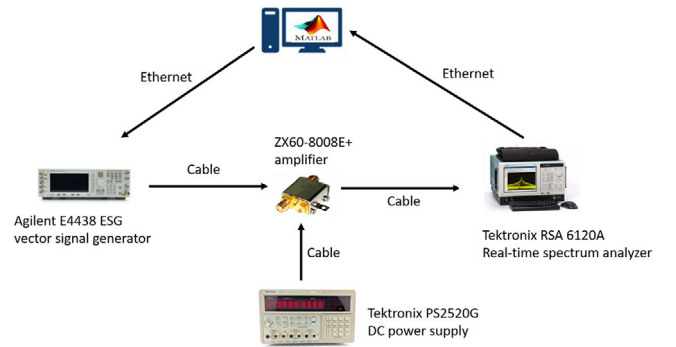 MATLAB
Ethernet
Ethernet
ZX60-8008E+
amplifier
Cable
Cable
Agilent E4438 ESG
vector signal generator
Tektronix RSA 6120A
Real-time spectrum analyzer
Cable
Tektronix PS2520G
DC power supply